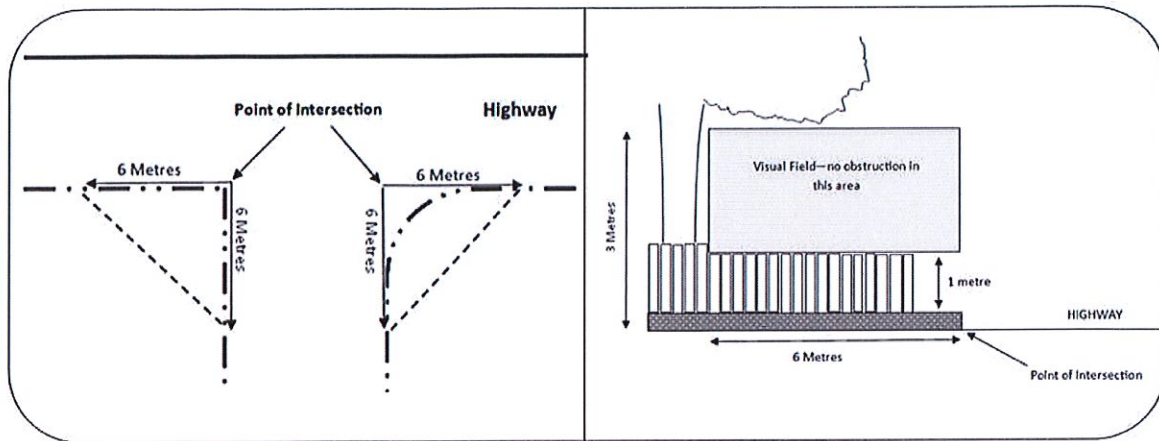 Point of Intersection
Highway
6 Metres
6 Metres
6 Metres
6 Metres
Visual Field—no obstruction in
this area
3 Metres
1 metre
HIGHWAY
6 Metres
Point of Intersection